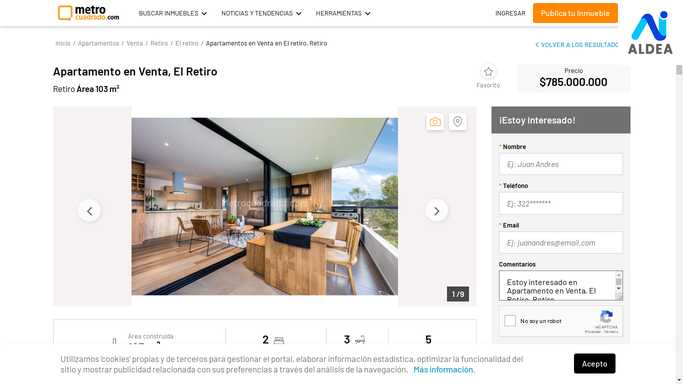 metro
cuadrado.com
BUSCAR INMUEBLES
NOTICIAS Y TENDENCIAS
HERRAMIENTAS
INGRESAR
Publica tu Inmueble
ALDEA
Inicio / Apartamentos / Venta / Retiro / El retiro / Apartamentos en Venta en El retiro, Retiro
VOLVER A LOS RESULTADO
Apartamento en Venta, El Retiro
Retiro Área 103 m²
Favorito
Precio
$785.000.000
¡Estoy Interesado!
* Nombre
Ej: Juan Andres
* Teléfono
Ej: 322*******
* Email
Ej: juanandres@email.com
Comentarios
Estoy interesado en
Apartamento en Venta, El
Retiro, Retiro
No soy un robot
reCAPTCHA
Privacidad - Términos
metrocuadrado.com
1 / 9
Área construida
2
3
5
Utilizamos 'cookies' propias y de terceros para gestionar el portal, elaborar información estadística, optimizar la funcionalidad del
sitio y mostrar publicidad relacionada con sus preferencias a través del análisis de la navegación. Más información.
Acepto